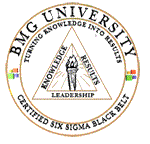 BMG UNIVERSITY
TURNING KNOWLEDGE INTO RESULTS
KNOWLEDGE
RESULTS
LEADERSHIP
CERTIFIED SIX SIGMA BLACK BELT